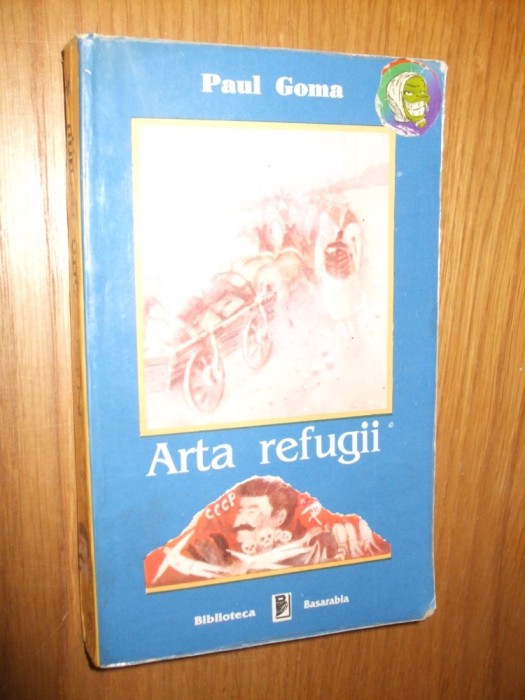 Paul Goma
Arta refugii
©
CCCP
Biblioteca Basarabia